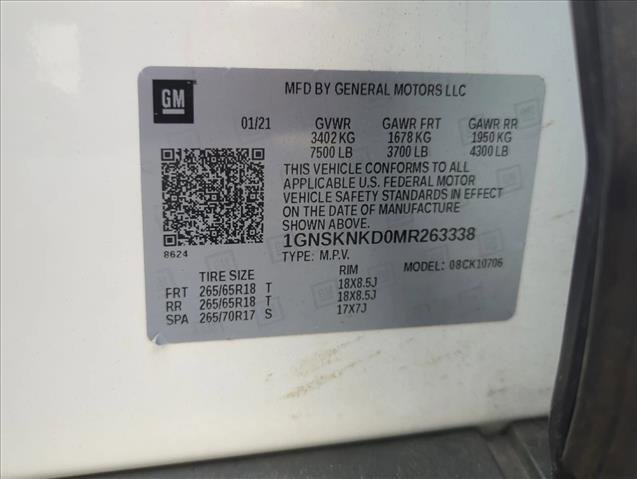 GM
MFD BY GENERAL MOTORS LLC
01/21 GVWR GAWR FRT GAWR RR
3402 KG 1678 KG 1950 KG
7500 LB 3700 LB 4300 LB
THIS VEHICLE CONFORMS TO ALL
APPLICABLE U.S. FEDERAL MOTOR
VEHICLE SAFETY STANDARDS IN EFFECT
ON THE DATE OF MANUFACTURE
SHOWN ABOVE.
1GNSKNKD0MR263338
8624
TYPE: M.P.V. MODEL: 08CK10706
TIRE SIZE RIM
FRT 265/65R18 T 18X8.5J
RR 265/65R18 T 18X8.5J
SPA 265/70R17 S 17X7J